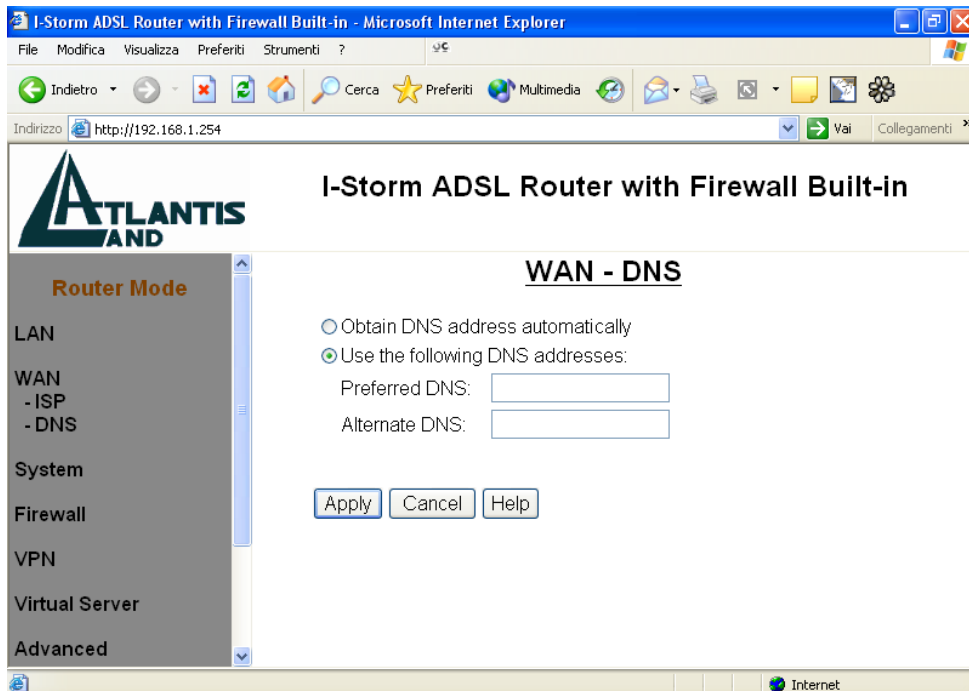 I-Storm ADSL Router with Firewall Built-in - Microsoft Internet Explorer
File Modifica Visualizza Preferiti Strumenti ?
Indietro Cerca Preferiti Multimedia
Indirizzo http://192.168.1.254 Vai Collegamenti »
ATLANTIS
LAND
I-Storm ADSL Router with Firewall Built-in
Router Mode
LAN
WAN
- ISP
- DNS
System
Firewall
VPN
Virtual Server
Advanced
WAN - DNS
Obtain DNS address automatically
Use the following DNS addresses:
Preferred DNS:
Alternate DNS:
Apply Cancel Help
Internet